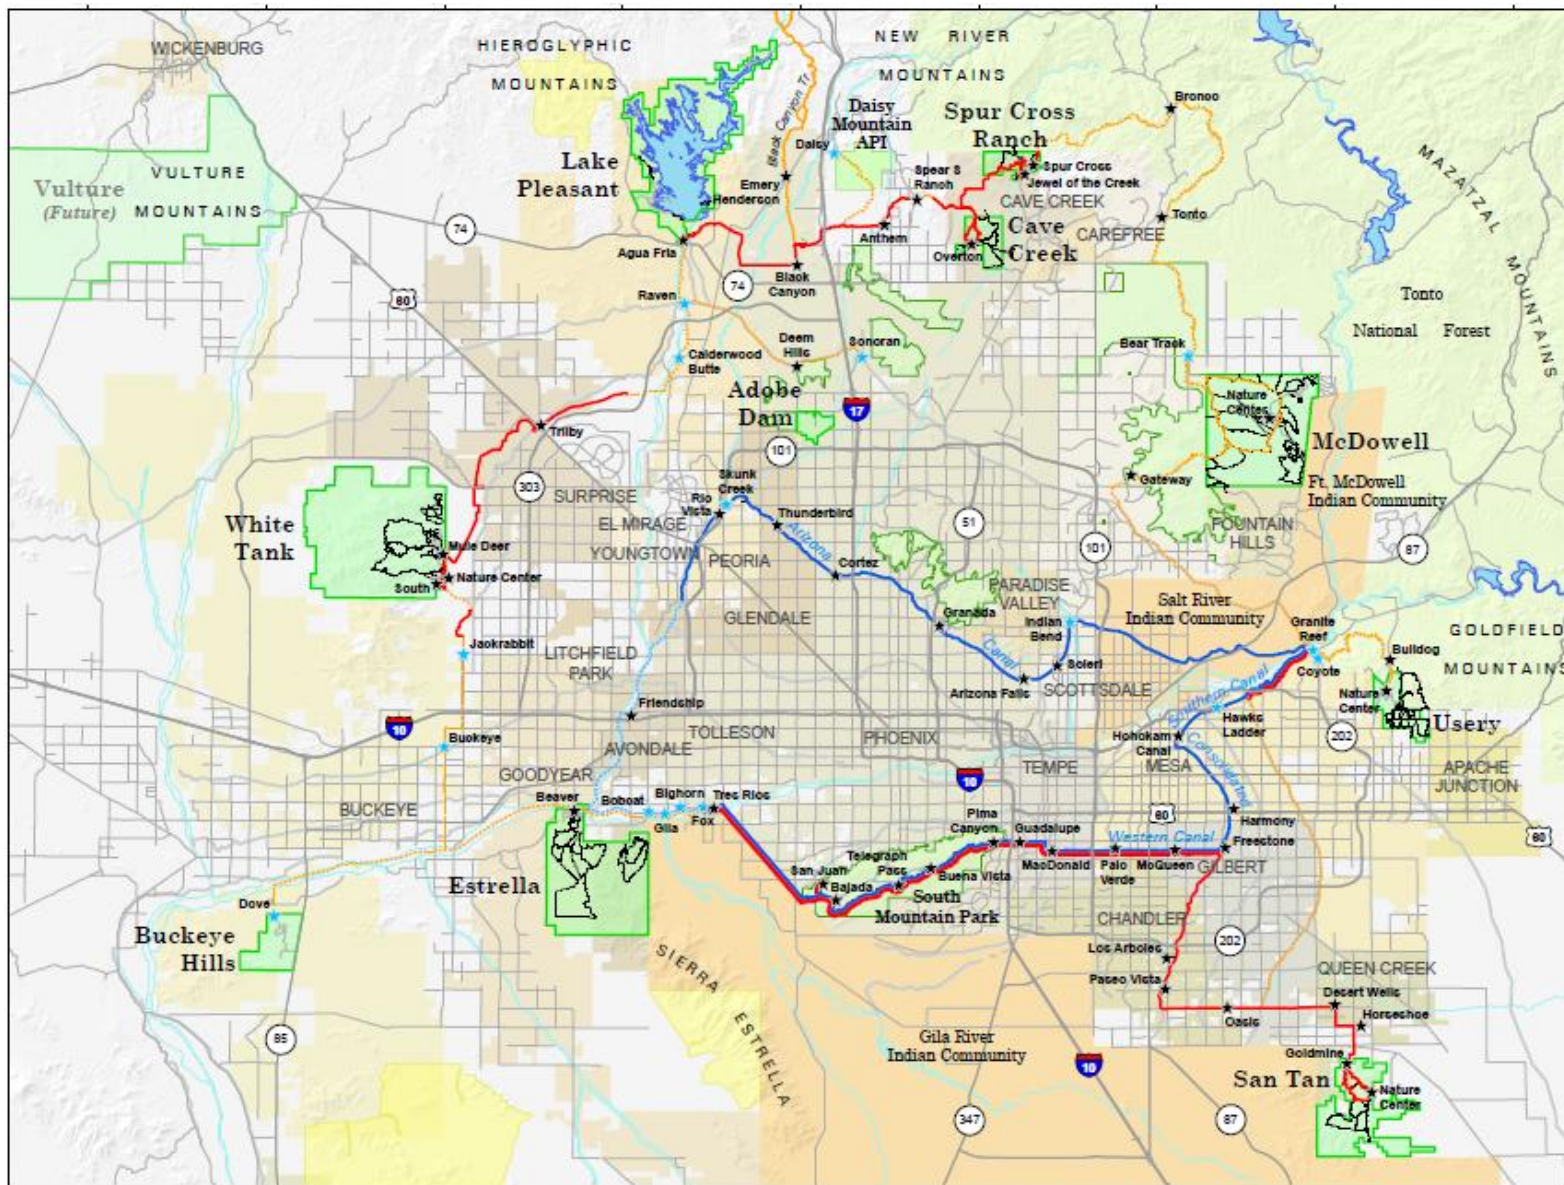 WICKENBURG
HIEROGLYPHIC
MOUNTAINS
NEW RIVER
MOUNTAINS
Black Canyon Tr
Daisy
Mountain
API
Daisy
Spur Cross
Ranch
Bronco
Lake
Pleasant
VULTURE
MOUNTAINS
Vulture
(Future)
Emery
Henderson
Spear S
Ranch
Spur Cross
Jewel of the Creek
CAVE CREEK
MAZATZAL
MOUNTAINS
74
Agua Fria
Anthem
Overton
Cave
Creek
CAREFREE
Tonto
60
Raven
74
Black
Canyon
Tonto
National Forest
Calderwood
Butte
Deem
Hills
Sonoran
Bear Track
Adobe
Dam
17
Nature
Center
McDowell
Trilby
101
303
SURPRISE
Skunk
Creek
Rio
Vista
Gateway
Ft. McDowell
Indian Community
White
Tank
EL MIRAGE
YOUNGTOWN
PEORIA
Thunderbird
Arizona
51
101
FOUNTAIN
HILLS
87
Mule Deer
Nature Center
South
Cortez
GLENDALE
Granada
PARADISE
VALLEY
Indian
Bend
Salt River
Indian Community
Granite
Reef
GOLDFIELD
MOUNTAINS
Jackrabbit
LITCHFIELD
PARK
Canal
Soleri
Arizona Falls
SCOTTSDALE
Southern Canal
Coyote
Bulldog
Nature
Center
Usery
Friendship
10
Buckeye
TOLLESON
AVONDALE
PHOENIX
Hawks
Ladder
Hohokam
Canal
MESA
202
Consolidated
GOODYEAR
10
TEMPE
APACHE
JUNCTION
BUCKEYE
Beaver
Bobcat
Bighorn
Gila
Fox
Tres Rios
Pima
Canyon
Guadalupe
60
Harmony
60
Western Canal
Freestone
Estrella
San Juan
Telegraph
Pass
Bajada
Buena Vista
MacDonald
Palo
Verde
McQueen
GILBERT
South
Mountain Park
Dove
Buckeye
Hills
CHANDLER
Los Arboles
202
SIERRA
ESTRELLA
Paseo Vista
QUEEN CREEK
Desert Wells
Oasis
Horseshoe
85
Gila River
Indian Community
10
Goldmine
San Tan
Nature
Center
347
87